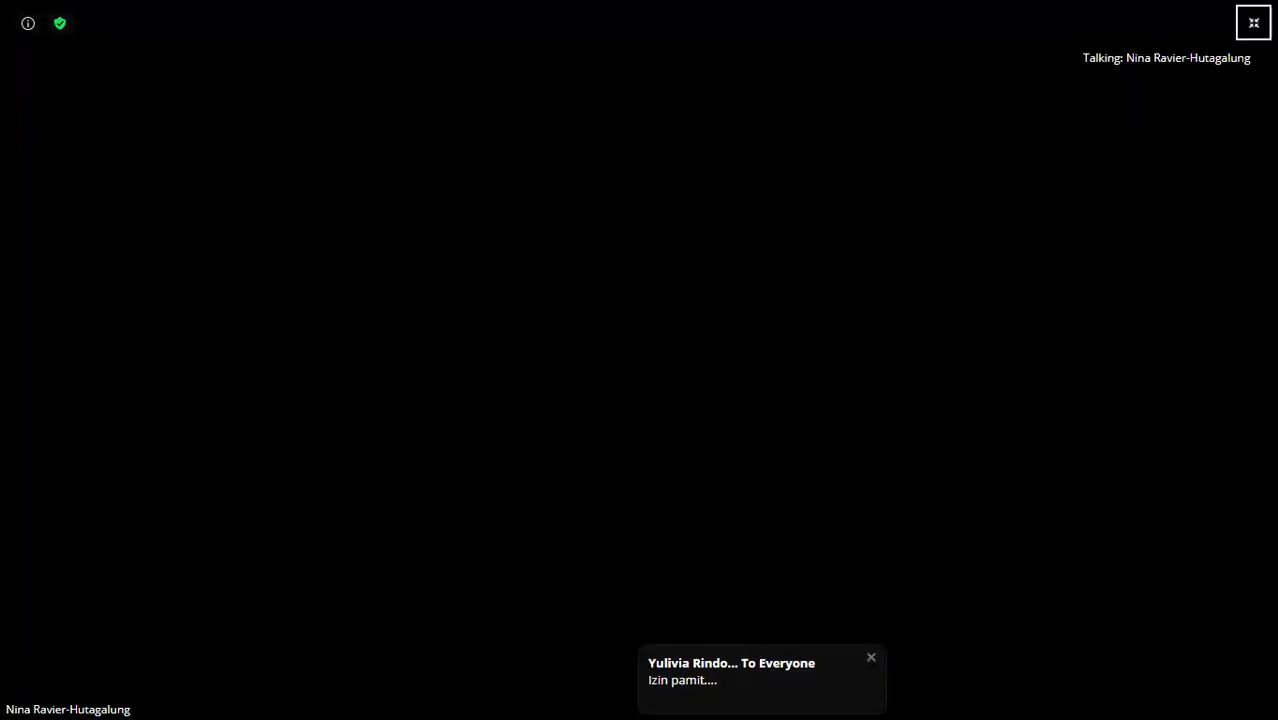 Talking: Nina Ravier-Hutagalung
Yulivia Rindo... To Everyone
Izin pamit....
Nina Ravier-Hutagalung